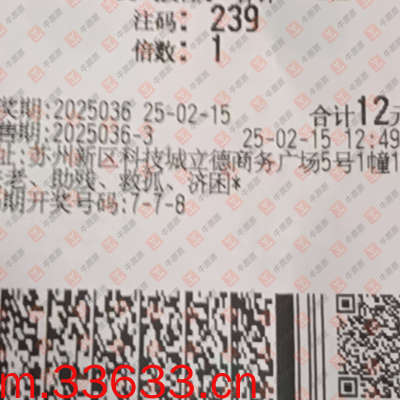 注码: 239
倍数: 1
奖期:2025036 25-02-15 合计12元
售期:2025036-3 25-02-15 12:49
址:苏州新区科技城立德商务广场5号1幢1
老、助残、救孤、济困*
期开奖号码:7-7-8
m.33633.cn